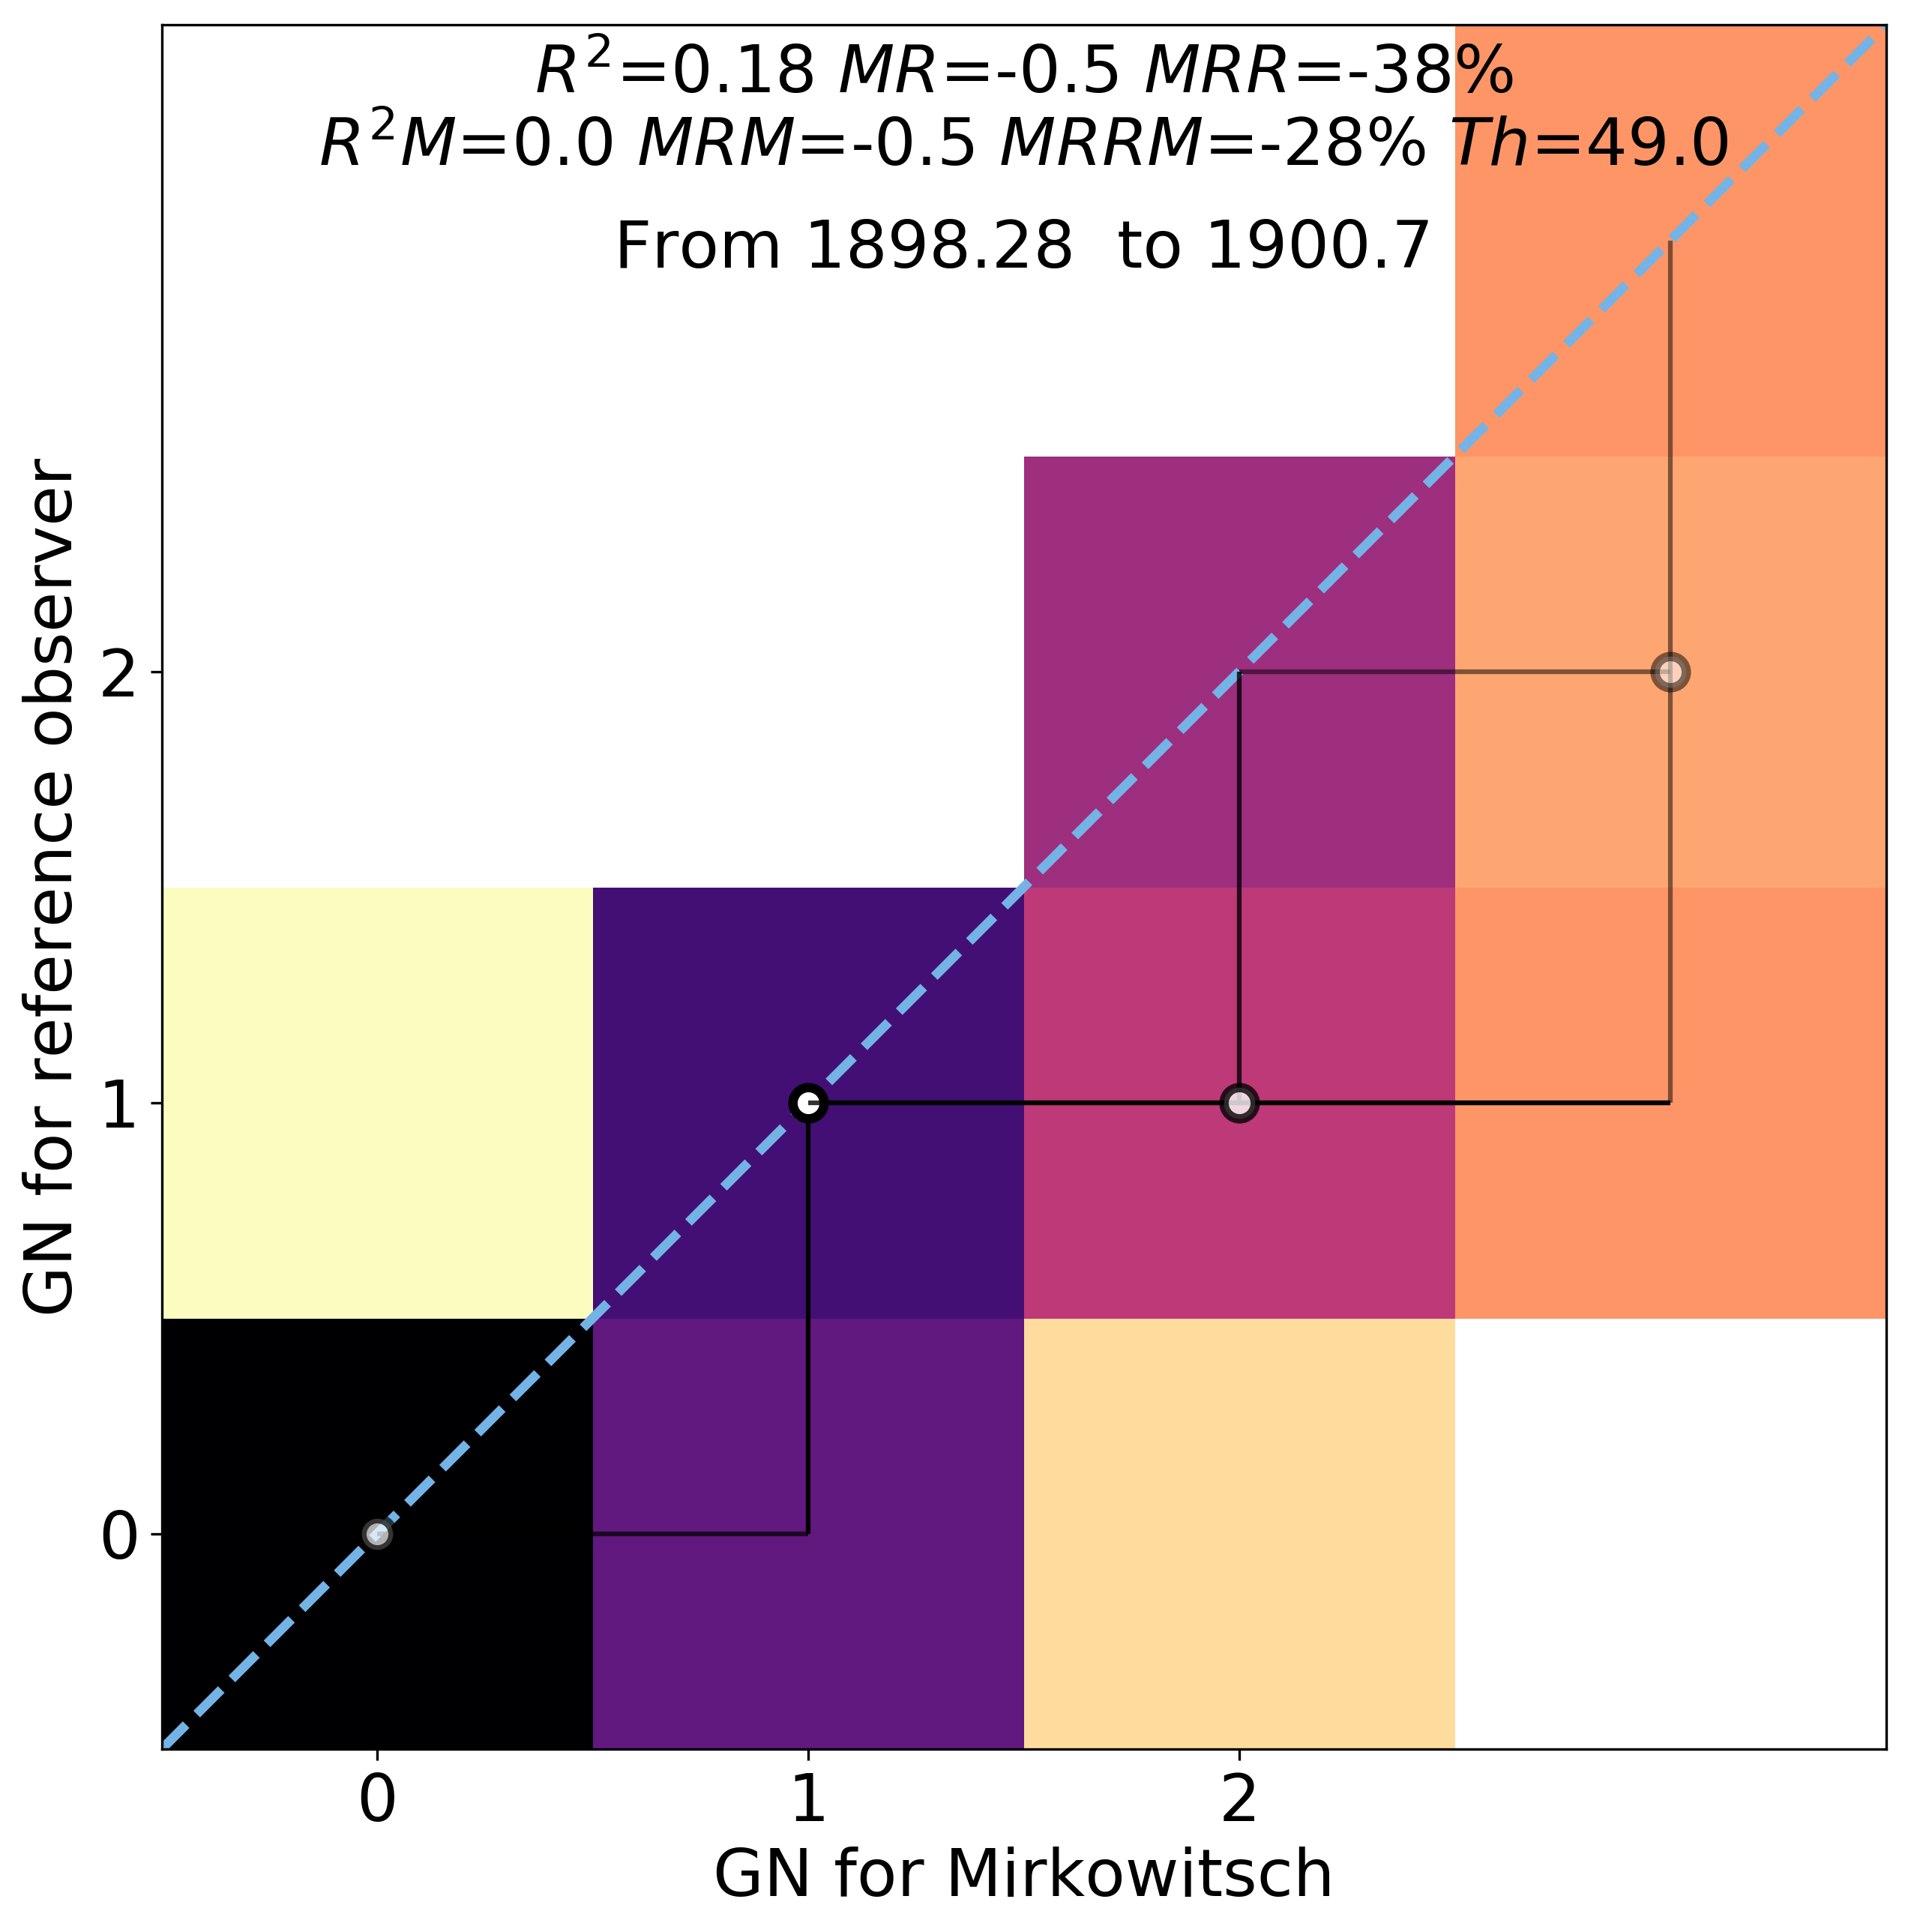 R²=0.18 MR=-0.5 MRR=-38%
R²M=0.0 MRM=-0.5 MRRM=-28% Th=49.0
From 1898.28 to 1900.7
GN for reference observer
2
1
0
0 1 2
GN for Mirkowitsch